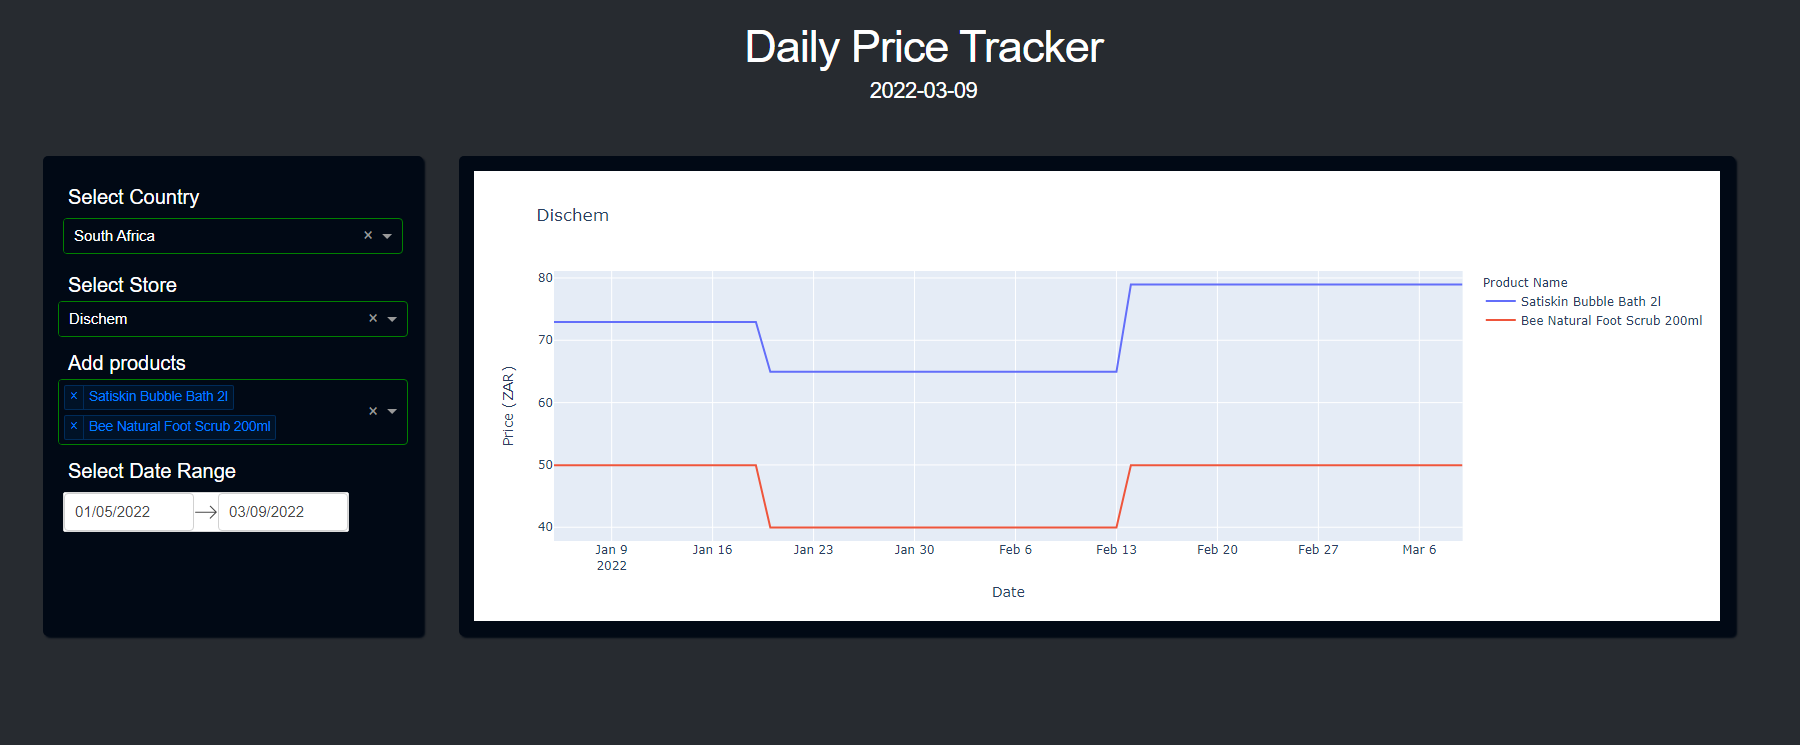 Daily Price Tracker
2022-03-09
Select Country
South Africa
× 
Select Store
Dischem
×
Add products
× Satiskin Bubble Bath 2l
× Bee Natural Foot Scrub 200ml
×
Select Date Range
01/05/2022 → 03/09/2022
Dischem
Price (ZAR)
80
70
60
50
40
Jan 9 Jan 16 Jan 23 Jan 30 Feb 6 Feb 13 Feb 20 Feb 27 Mar 6
2022
Date
Product Name
Satiskin Bubble Bath 2l
Bee Natural Foot Scrub 200ml